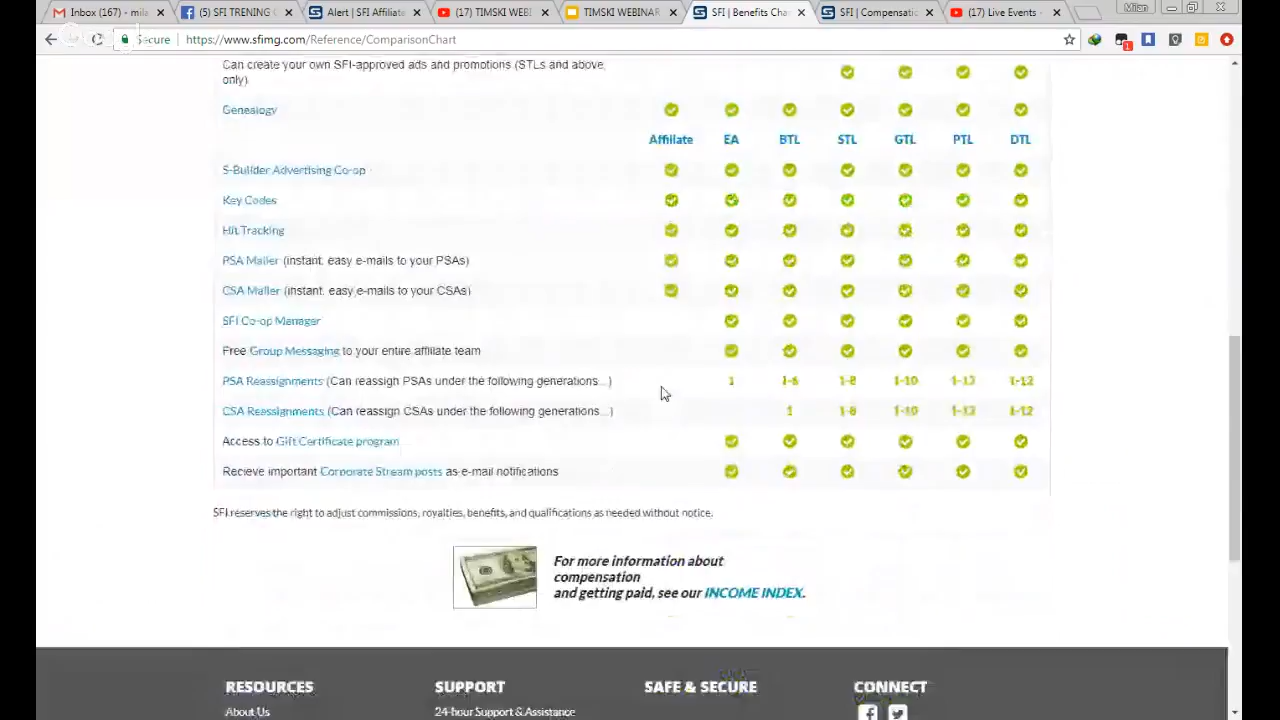 Inbox (167) - mila
(5) SFI TRENING C
Alert | SFI Affiliate
(17) TIMSKI WEBI
TIMSKI WEBINAR
SFI | Benefits Cha
SFI | Compensatio
(17) Live Events -
Milan
Secure
https://www.sfimg.com/Reference/ComparisonChart
1
Can create your own SFI-approved ads and promotions (STLs and above
only)
Genealogy
Affiliate EA BTL STL GTL PTL DTL
S-Builder Advertising Co-op
Key Codes
Hit Tracking
PSA Mailer (instant, easy e-mails to your PSAs)
CSA Mailer (instant, easy e-mails to your CSAs)
SFI Co-op Manager
Free Group Messaging to your entire affiliate team
PSA Reassignments (Can reassign PSAs under the following generations...) 1 1-6 1-8 1-10 1-12 1-12
CSA Reassignments (Can reassign CSAs under the following generations...) 1 1-8 1-10 1-12 1-12
Access to Gift Certificate program
Recieve important Corporate Stream posts as e-mail notifications
SFI reserves the right to adjust commissions, royalties, benefits, and qualifications as needed without notice.
For more information about
compensation
and getting paid, see our INCOME INDEX.
RESOURCES SUPPORT SAFE & SECURE CONNECT
About Us 24-hour Support & Assistance